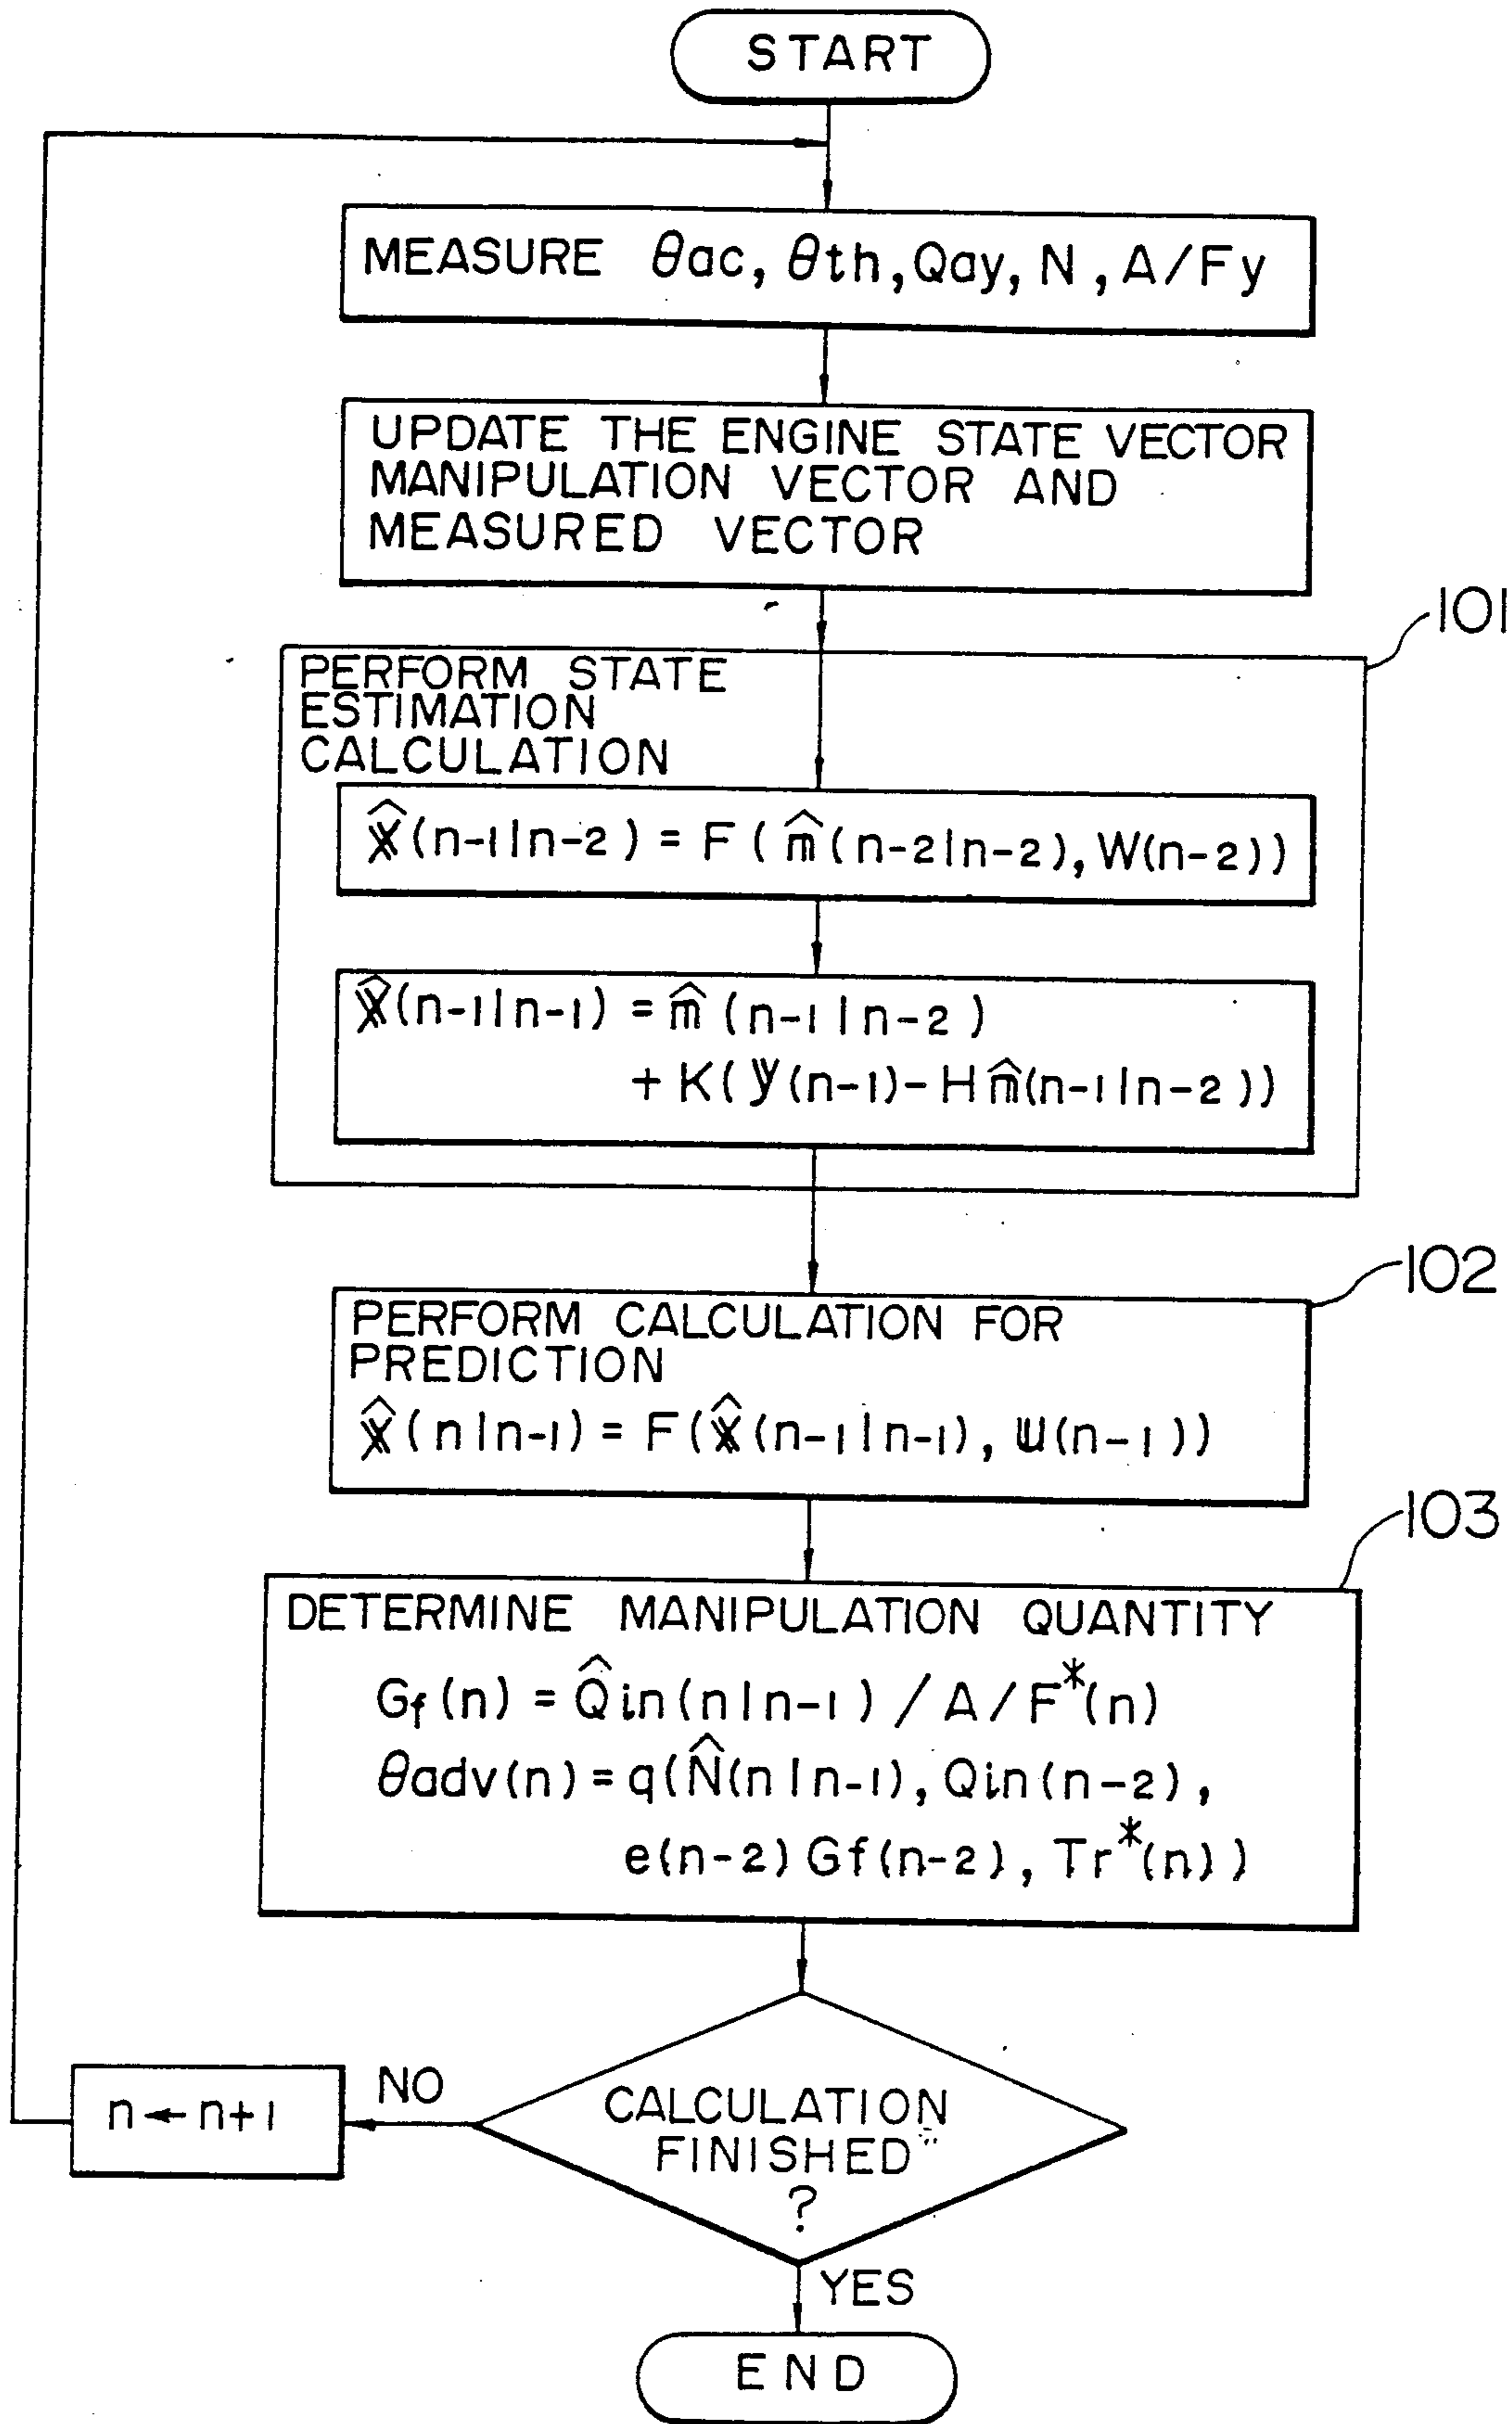 START
MEASURE θac, θth, Qay, N, A/Fy
UPDATE THE ENGINE STATE VECTOR
MANIPULATION VECTOR AND
MEASURED VECTOR
101
PERFORM STATE
ESTIMATION
CALCULATION
x̂(n-1|n-2) = F(m̂(n-2|n-2), W(n-2))
x̂(n-1|n-1) = m̂(n-1|n-2)
+ K(y(n-1)-Hm̂(n-1|n-2))
102
PERFORM CALCULATION FOR
PREDICTION
x̂(n|n-1) = F(x̂(n-1|n-1), u(n-1))
103
DETERMINE MANIPULATION QUANTITY
Gf(n) = Q̂in(n|n-1) / A/F*(n)
θadv(n) = q(N̂(n|n-1), Qin(n-2),
e(n-2)Gf(n-2), Tr*(n))
NO
n←n+1
CALCULATION
FINISHED
?
YES
END